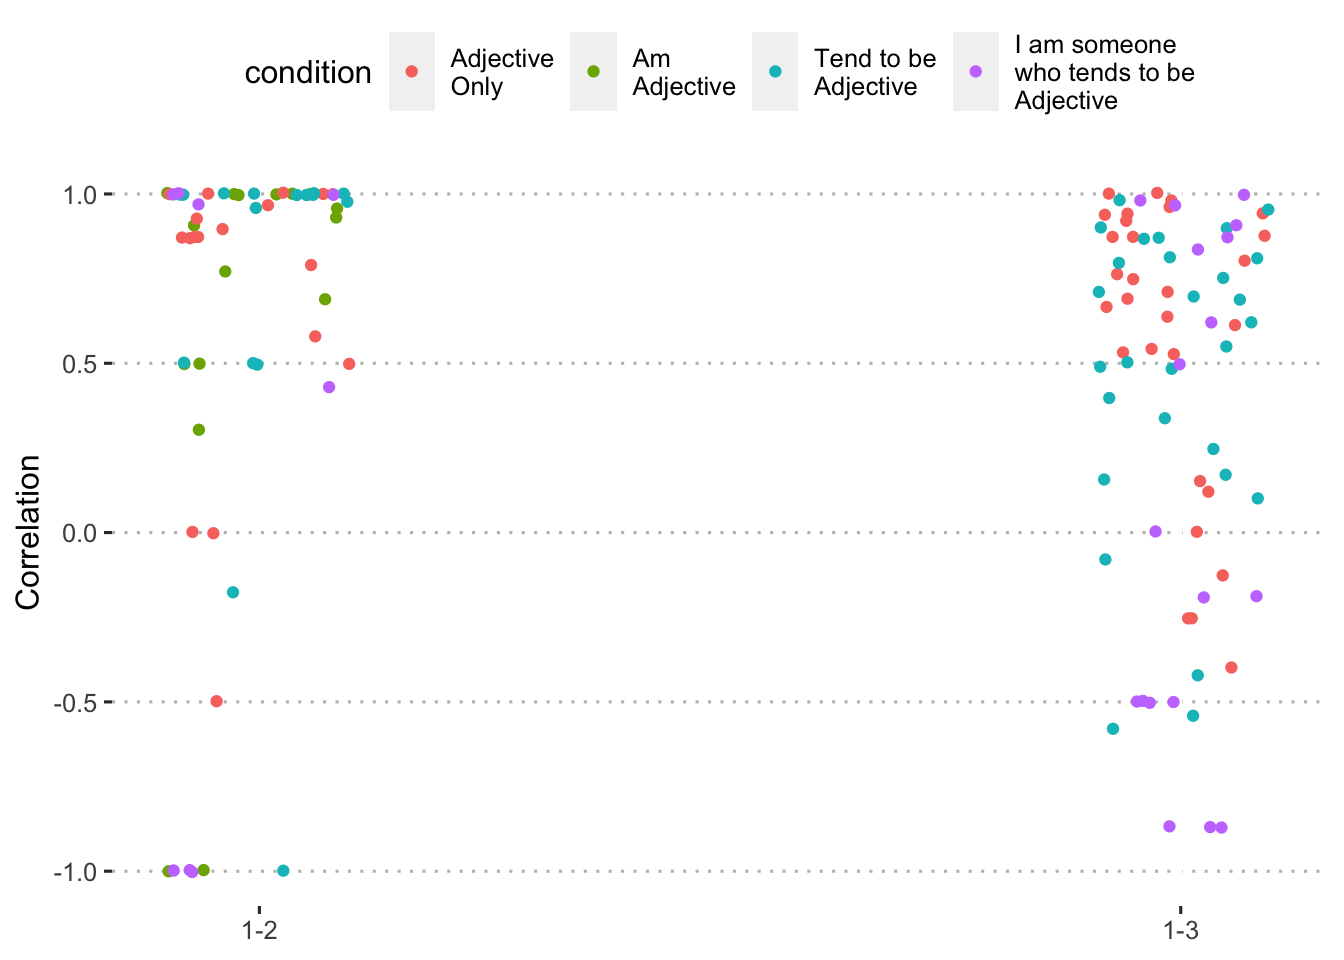 condition
Adjective
Only
Am
Adjective
Tend to be
Adjective
I am someone
who tends to be
Adjective
Correlation
1.0
0.5
0.0
-0.5
-1.0
1-2
1-3